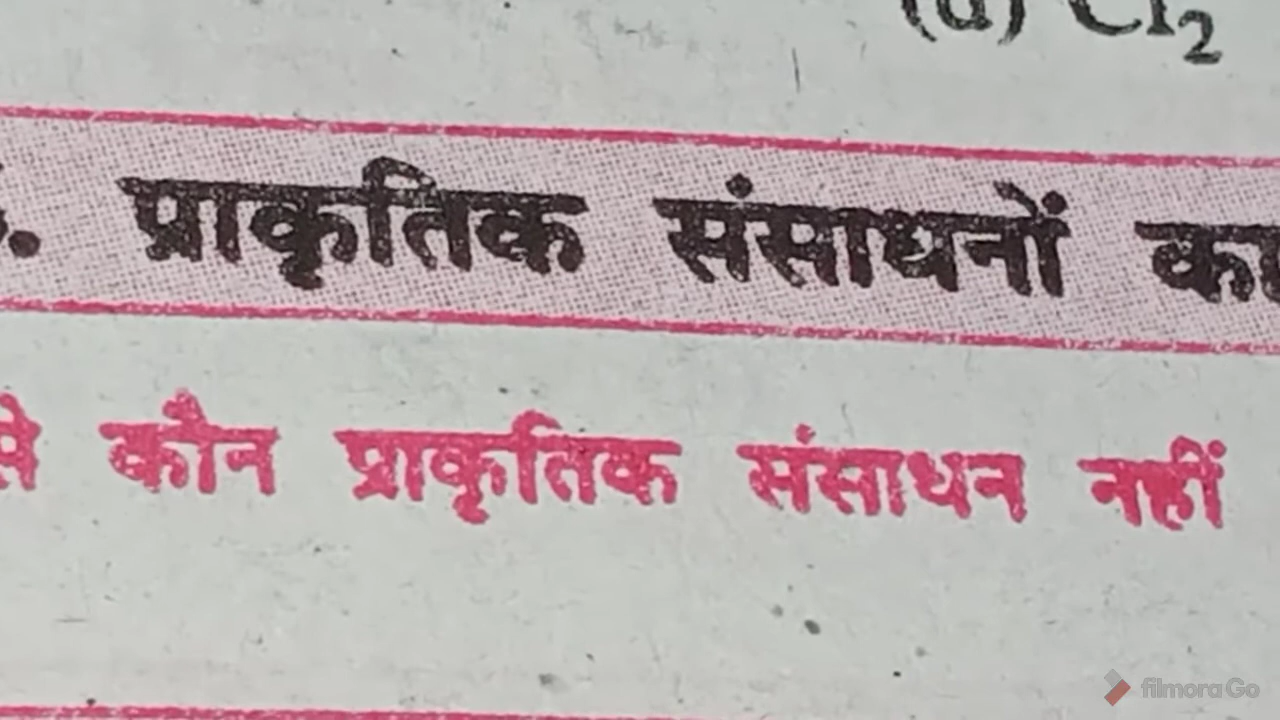 (d) Cl₂
. प्राकृतिक संसाधनों का
से कौन प्राकृतिक संसाधन नहीं
filmoraGo